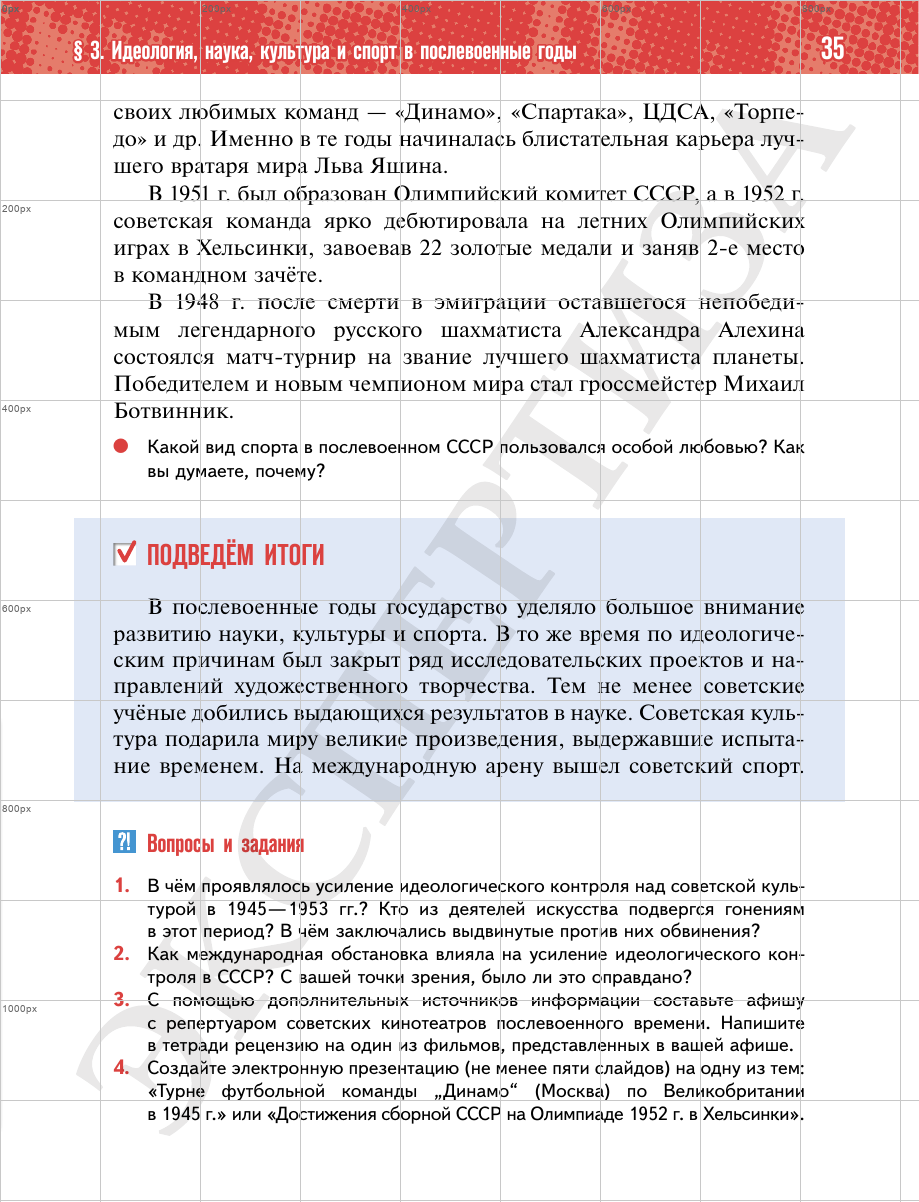 § 3. Идеология, наука, культура и спорт в послевоенные годы
35
своих любимых команд — «Динамо», «Спартака», ЦДСА, «Торпе-
до» и др. Именно в те годы начиналась блистательная карьера луч-
шего вратаря мира Льва Яшина.
В 1951 г. был образован Олимпийский комитет СССР, а в 1952 г.
советская команда ярко дебютировала на летних Олимпийских
играх в Хельсинки, завоевав 22 золотые медали и заняв 2-е место
в командном зачёте.
В 1948 г. после смерти в эмиграции оставшегося непобеди-
мым легендарного русского шахматиста Александра Алехина
состоялся матч-турнир на звание лучшего шахматиста планеты.
Победителем и новым чемпионом мира стал гроссмейстер Михаил
Ботвинник.
Какой вид спорта в послевоенном СССР пользовался особой любовью? Как
вы думаете, почему?
ПОДВЕДЁМ ИТОГИ
В послевоенные годы государство уделяло большое внимание
развитию науки, культуры и спорта. В то же время по идеологиче-
ским причинам был закрыт ряд исследовательских проектов и на-
правлений художественного творчества. Тем не менее советские
учёные добились выдающихся результатов в науке. Советская куль-
тура подарила миру великие произведения, выдержавшие испыта-
ние временем. На международную арену вышел советский спорт.
?! Вопросы и задания
1. В чём проявлялось усиление идеологического контроля над советской куль-
турой в 1945—1953 гг.? Кто из деятелей искусства подвергся гонениям
в этот период? В чём заключались выдвинутые против них обвинения?
2. Как международная обстановка влияла на усиление идеологического кон-
троля в СССР? С вашей точки зрения, было ли это оправдано?
3. С помощью дополнительных источников информации составьте афишу
с репертуаром советских кинотеатров послевоенного времени. Напишите
в тетради рецензию на один из фильмов, представленных в вашей афише.
4. Создайте электронную презентацию (не менее пяти слайдов) на одну из тем:
«Турне футбольной команды „Динамо“ (Москва) по Великобритании
в 1945 г.» или «Достижения сборной СССР на Олимпиаде 1952 г. в Хельсинки».
ЭКСПЕРТИЗА
200px
400px
600px
800px
1000px